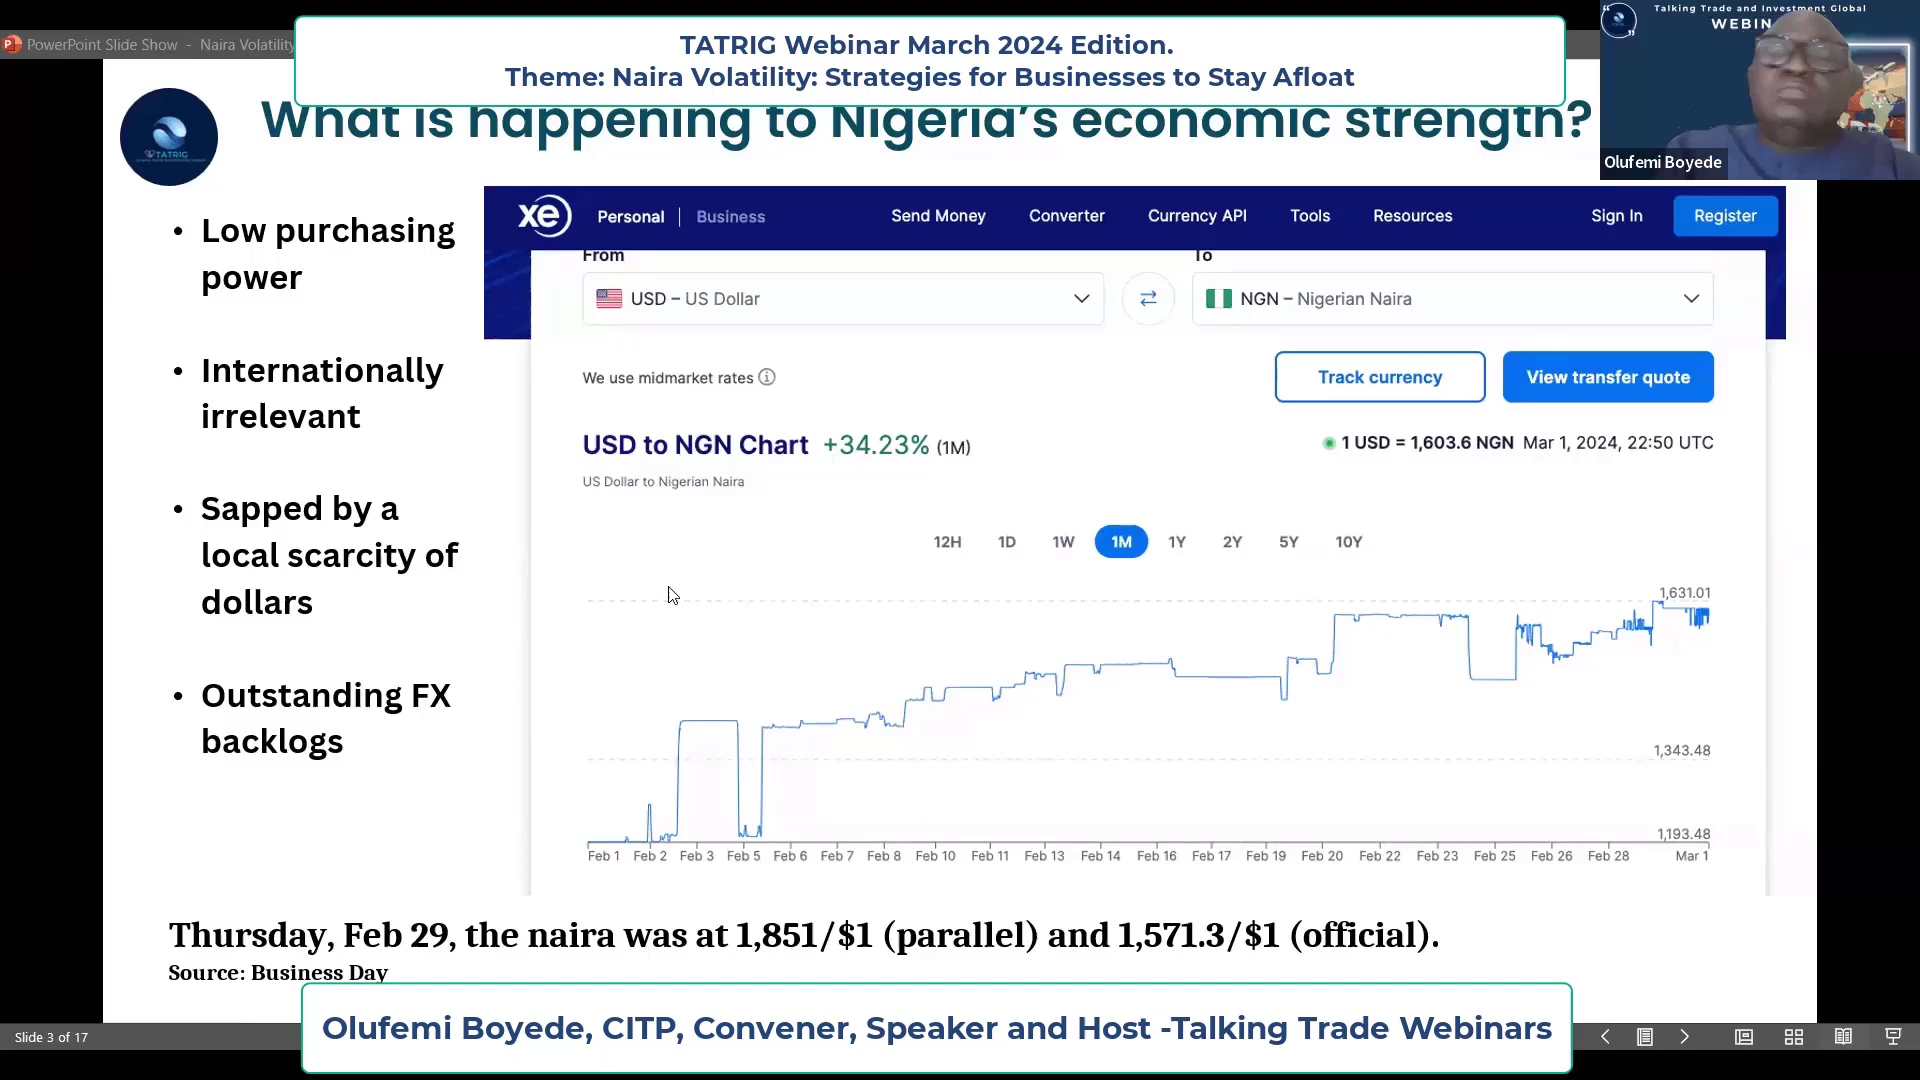 PowerPoint Slide Show - Naira Volatility
TATRIG Webinar March 2024 Edition.
Theme: Naira Volatility: Strategies for Businesses to Stay Afloat
Talking Trade and Investment Global
WEBIN
Olufemi Boyede
TATRIG
What is happening to Nigeria's economic strength?
• Low purchasing
power
• Internationally
irrelevant
• Sapped by a
local scarcity of
dollars
• Outstanding FX
backlogs
xe Personal | Business Send Money Converter Currency API Tools Resources Sign In Register
From To
USD – US Dollar NGN – Nigerian Naira
We use midmarket rates Track currency View transfer quote
USD to NGN Chart +34.23% (1M) 1 USD = 1,603.6 NGN Mar 1, 2024, 22:50 UTC
US Dollar to Nigerian Naira
12H 1D 1W 1M 1Y 2Y 5Y 10Y
1,631.01
1,343.48
1,193.48
Feb 1 Feb 2 Feb 3 Feb 5 Feb 6 Feb 7 Feb 8 Feb 10 Feb 11 Feb 13 Feb 14 Feb 16 Feb 17 Feb 19 Feb 20 Feb 22 Feb 23 Feb 25 Feb 26 Feb 28 Mar 1
Thursday, Feb 29, the naira was at 1,851/$1 (parallel) and 1,571.3/$1 (official).
Source: Business Day
Olufemi Boyede, CITP, Convener, Speaker and Host -Talking Trade Webinars
Slide 3 of 17